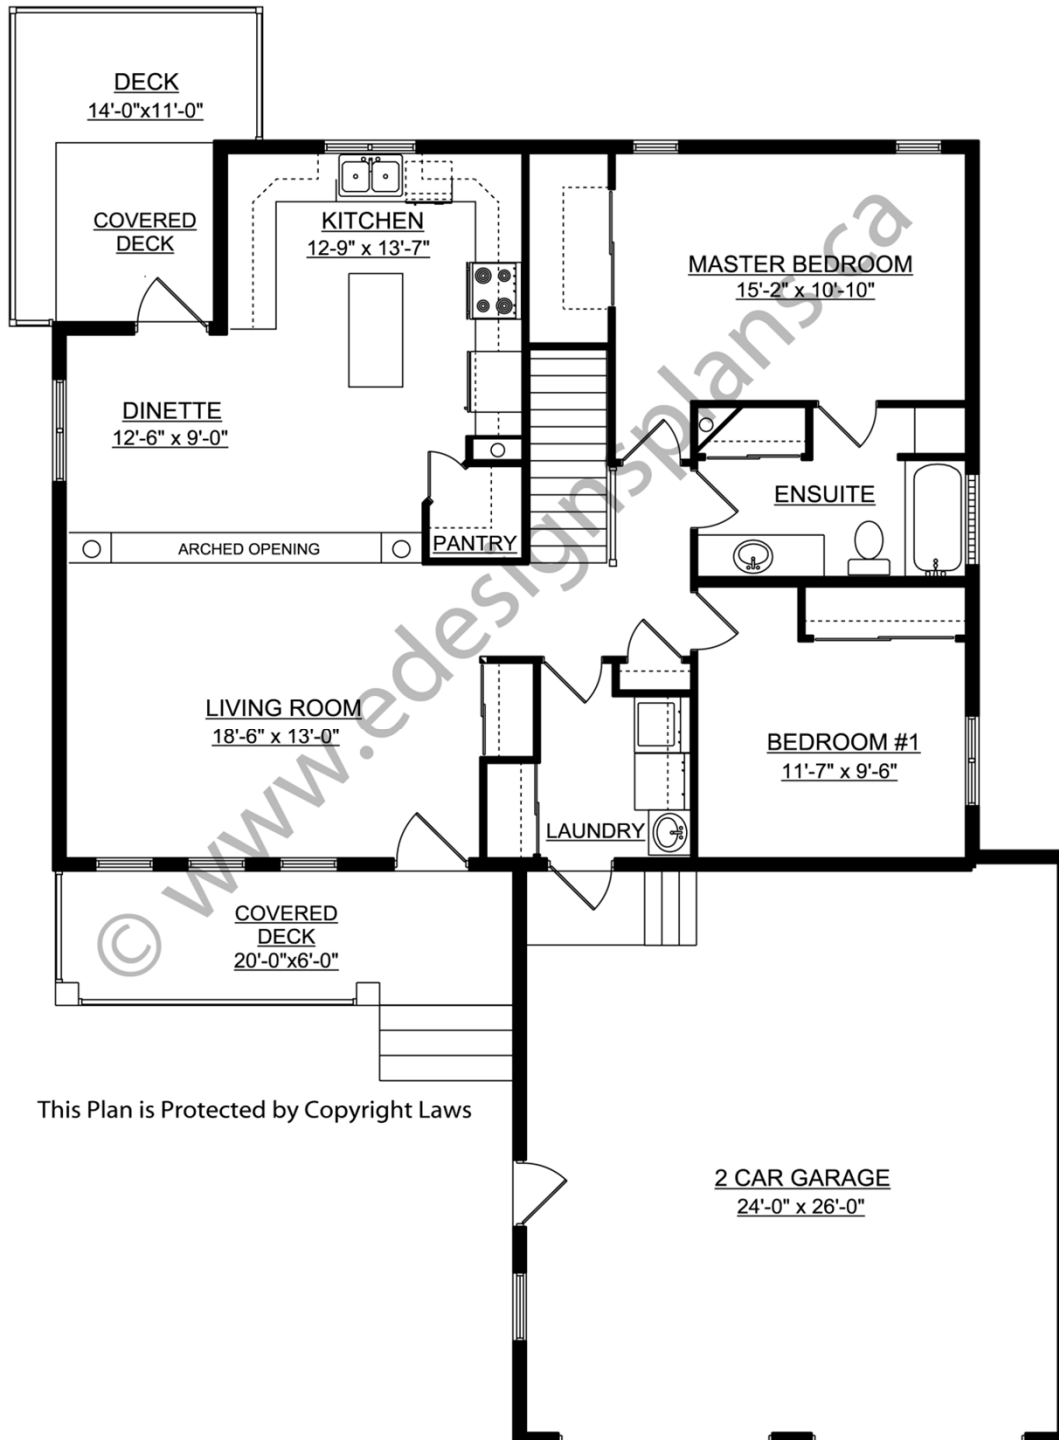 DECK
14'-0"x11'-0"
COVERED
DECK
KITCHEN
12-9" x 13'-7"
MASTER BEDROOM
15'-2" x 10'-10"
DINETTE
12'-6" x 9'-0"
ENSUITE
PANTRY
ARCHED OPENING
LIVING ROOM
18'-6" x 13'-0"
BEDROOM #1
11'-7" x 9'-6"
LAUNDRY
COVERED
DECK
20'-0"x6'-0"
This Plan is Protected by Copyright Laws
2 CAR GARAGE
24'-0" x 26'-0"
© www.edesignsplans.ca